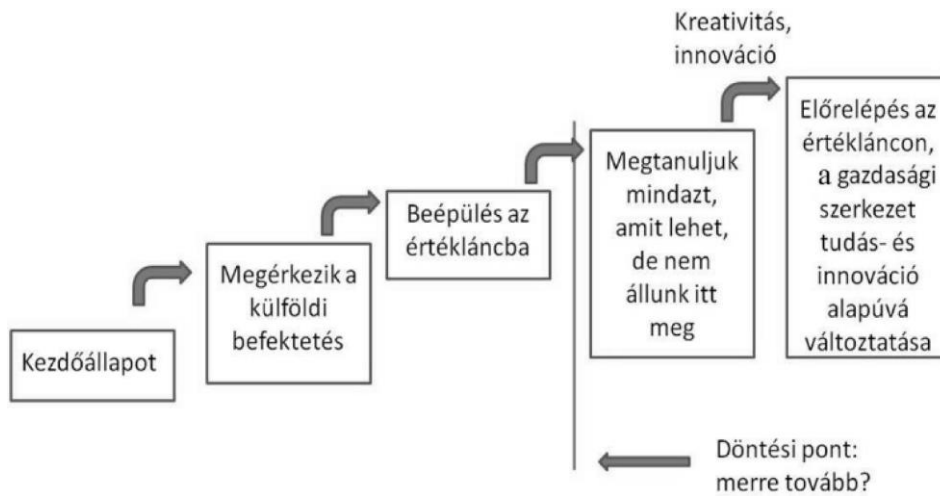 Kezdőállapot
Megérkezik a
külföldi
befektetés
Beépülés az
értékláncba
Megtanuljuk
mindazt,
amit lehet,
de nem
állunk itt
meg
Kreativitás,
innováció
Előrelépés az
értékláncon,
a gazdasági
szerkezet
tudás- és
innováció
alapúvá
változtatása
Döntési pont:
merre tovább?